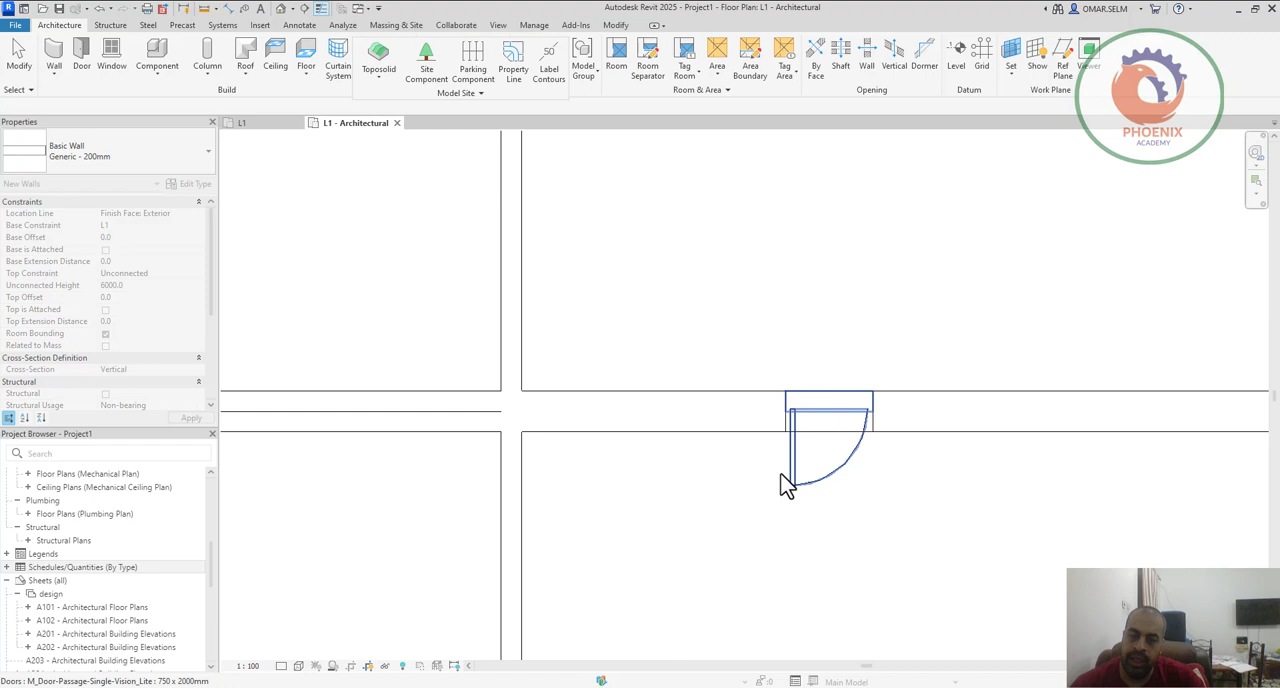 Autodesk Revit 2025 - Project1 - Floor Plan: L1 - Architectural
OMAR.SELM
File Architecture Structure Steel Precast Systems Insert Annotate Analyze Massing & Site Collaborate View Manage Add-Ins Modify
Modify
Wall
Door
Window
Component
Column
Roof
Ceiling
Floor
Curtain System
Toposolid
Site Component
Parking Component
Property Line
Label Contours
Model Group
Room
Room Separator
Tag Room
Area
Area Boundary
Tag Area
By Face
Shaft
Wall
Vertical
Dormer
Level
Grid
Set
Show
Ref Plane
Viewer
Select
Build
Model Site
Room & Area
Opening
Datum
Work Plane
PHOENIX
ACADEMY
Properties
L1
L1 - Architectural
Basic Wall
Generic - 200mm
New Walls
Edit Type
Constraints
Location Line Finish Face: Exterior
Base Constraint L1
Base Offset 0.0
Base is Attached
Base Extension Distance 0.0
Top Constraint Unconnected
Unconnected Height 6000.0
Top Offset 0.0
Top is Attached
Top Extension Distance 0.0
Room Bounding
Related to Mass
Cross-Section Definition
Cross-Section Vertical
Structural
Structural
Structural Usage Non-bearing
Apply
Project Browser - Project1
Search
Floor Plans (Mechanical Plan)
Ceiling Plans (Mechanical Ceiling Plan)
Plumbing
Floor Plans (Plumbing Plan)
Structural
Structural Plans
Legends
Schedules/Quantities (By Type)
Sheets (all)
design
A101 - Architectural Floor Plans
A102 - Architectural Floor Plans
A201 - Architectural Building Elevations
A202 - Architectural Building Elevations
A203 - Architectural Building Elevations
1 : 100
Doors : M_Door-Passage-Single-Vision_Lite : 750 x 2000mm
:0
Main Model